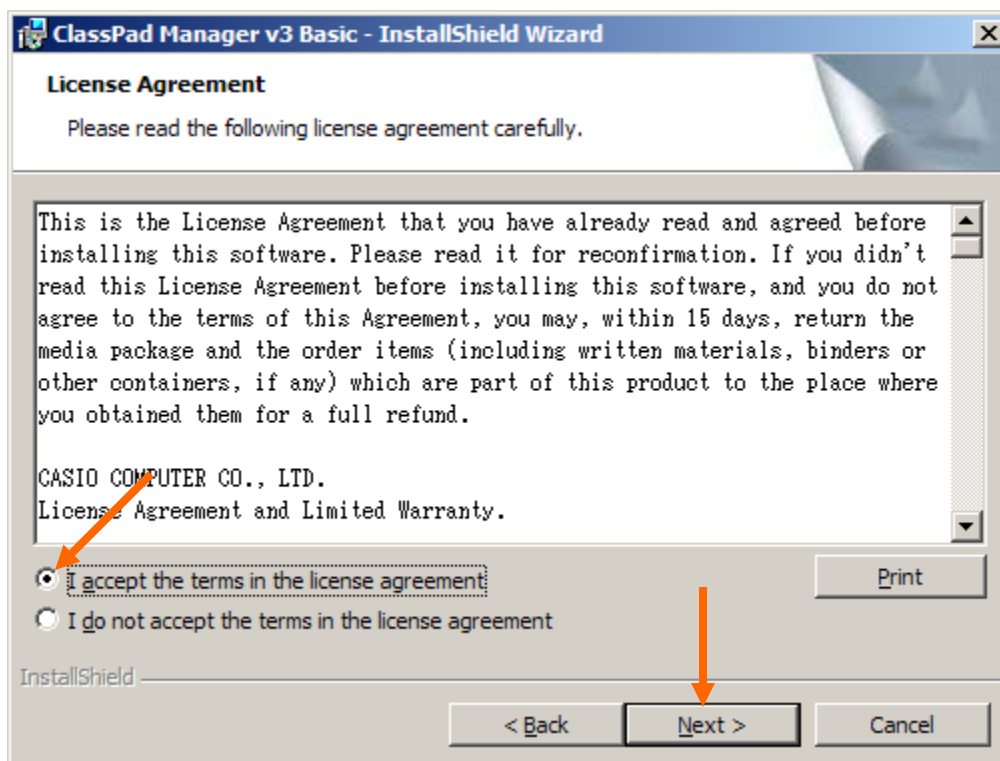 ClassPad Manager v3 Basic - InstallShield Wizard
License Agreement
Please read the following license agreement carefully.
This is the License Agreement that you have already read and agreed before
installing this software. Please read it for reconfirmation. If you didn't
read this License Agreement before installing this software, and you do not
agree to the terms of this Agreement, you may, within 15 days, return the
media package and the order items (including written materials, binders or
other containers, if any) which are part of this product to the place where
you obtained them for a full refund.
CASIO COMPUTER CO., LTD.
License Agreement and Limited Warranty.
I accept the terms in the license agreement
Print
I do not accept the terms in the license agreement
InstallShield
< Back
Next >
Cancel